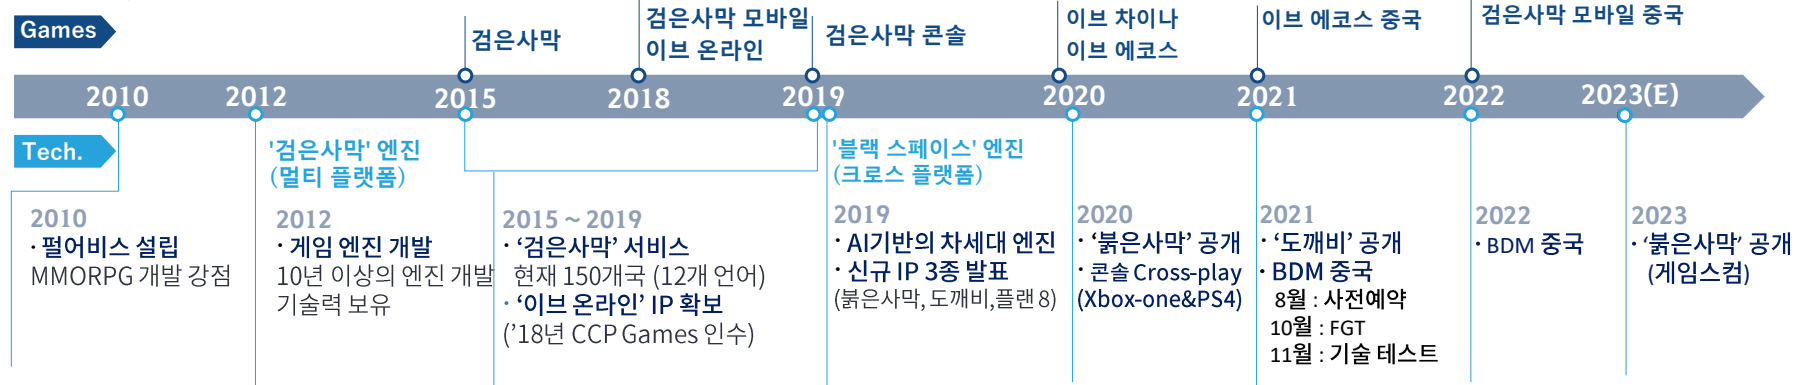 Games
검은사막
검은사막 모바일
이브 온라인
검은사막 콘솔
이브 차이나
이브 에코스
이브 에코스 중국
검은사막 모바일 중국
2010
2012
2015
2018
2019
2020
2021
2022
2023(E)
Tech.
'검은사막' 엔진
(멀티 플랫폼)
'블랙 스페이스' 엔진
(크로스 플랫폼)
2010
· 펄어비스 설립
MMORPG 개발 강점
2012
· 게임 엔진 개발
10년 이상의 엔진 개발
기술력 보유
2015 ~ 2019
· ‘검은사막’ 서비스
현재 150개국 (12개 언어)
· ‘이브 온라인’ IP 확보
(’18년 CCP Games 인수)
2019
· AI기반의 차세대 엔진
· 신규 IP 3종 발표
(붉은사막, 도깨비,플랜 8)
2020
· ‘붉은사막’ 공개
· 콘솔 Cross-play
(Xbox-one&PS4)
2021
· ‘도깨비’ 공개
· BDM 중국
8월 : 사전예약
10월 : FGT
11월 : 기술 테스트
2022
· BDM 중국
2023
· ‘붉은사막’ 공개
(게임스컴)